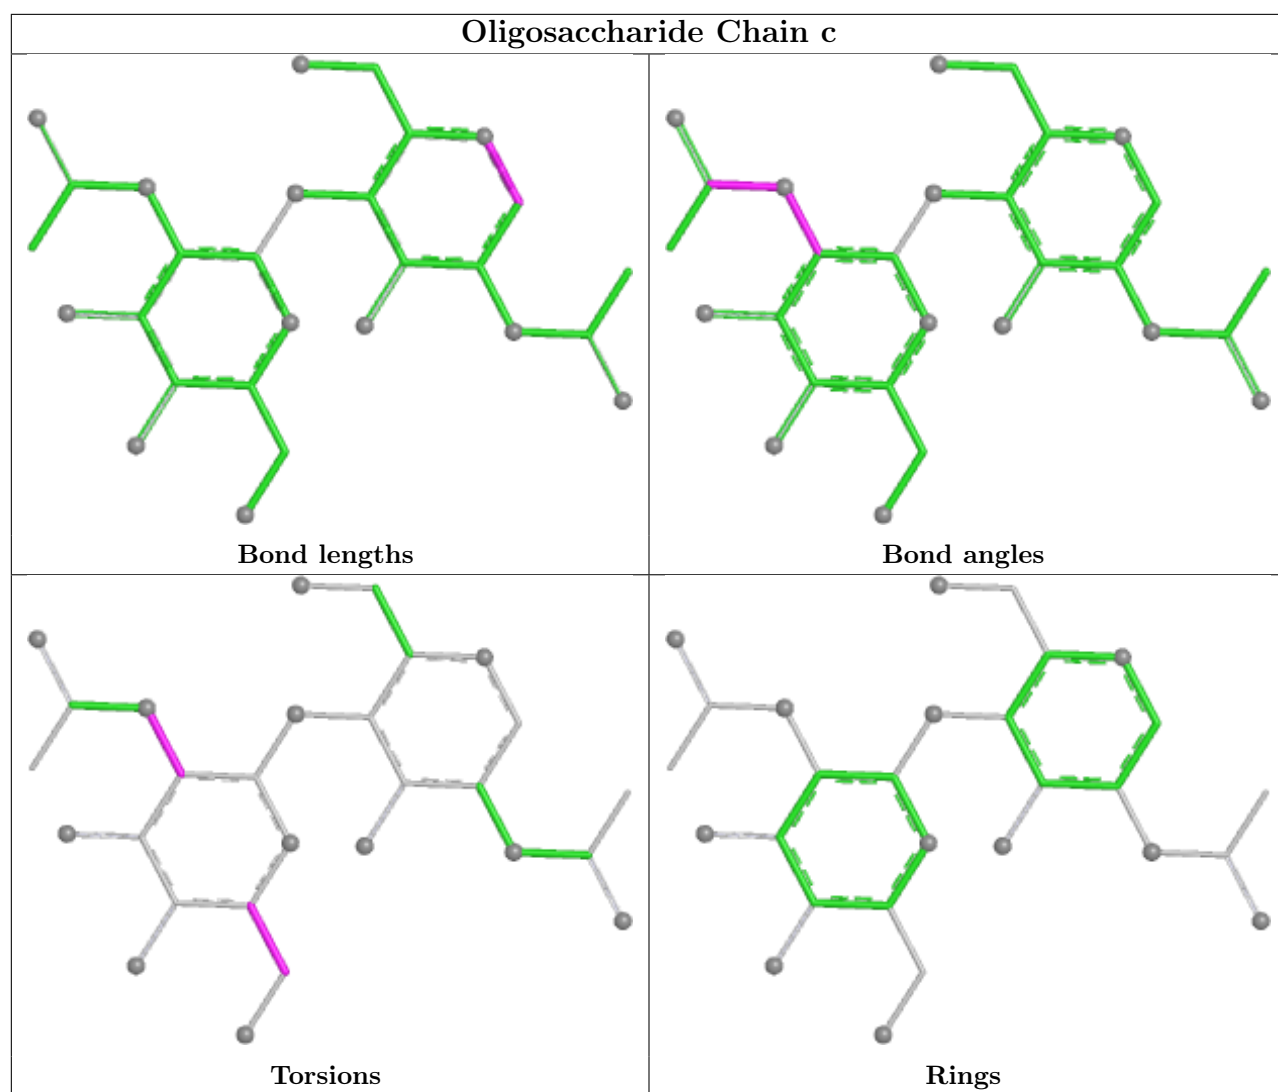 Oligosaccharide Chain c
Bond lengths
Bond angles
Torsions
Rings